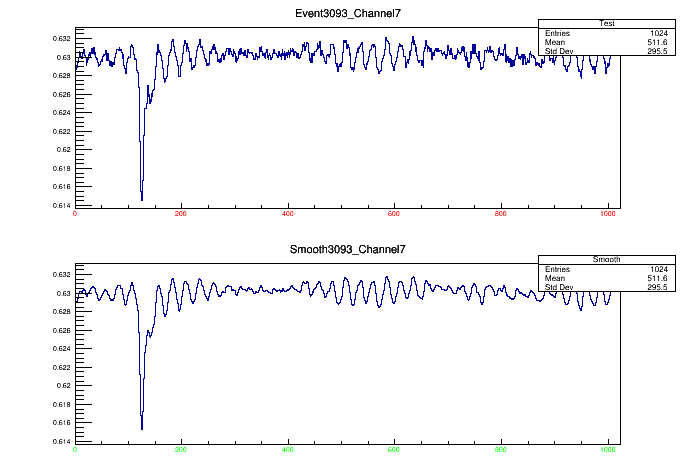 Event3093_Channel7
Test
Entries 1024
Mean 511.6
Std Dev 295.5
0.632
0.63
0.628
0.626
0.624
0.622
0.62
0.618
0.616
0.614
0 200 400 600 800 1000
Smooth3093_Channel7
Smooth
Entries 1024
Mean 511.6
Std Dev 295.5
0.632
0.63
0.628
0.626
0.624
0.622
0.62
0.618
0.616
0.614
0 200 400 600 800 1000